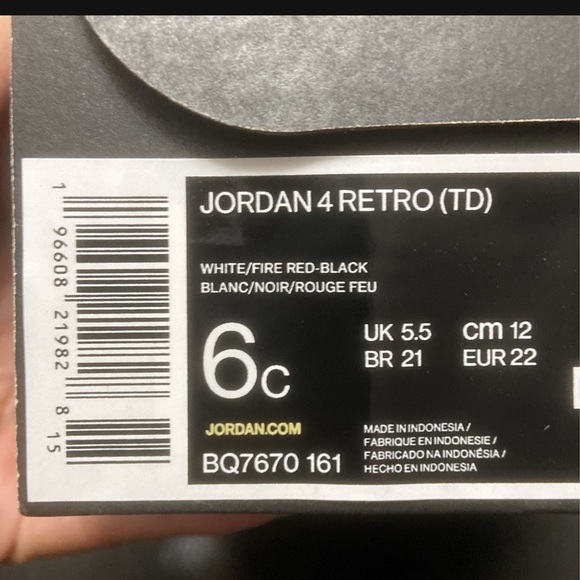 JORDAN 4 RETRO (TD)
WHITE/FIRE RED-BLACK
BLANC/NOIR/ROUGE FEU
6C
UK 5.5 cm 12
BR 21 EUR 22
JORDAN.COM
BQ7670 161
MADE IN INDONESIA /
FABRIQUE EN INDONESIE /
FABRICADO NA INDONÉSIA /
HECHO EN INDONESIA
1 96608 21982 8 15